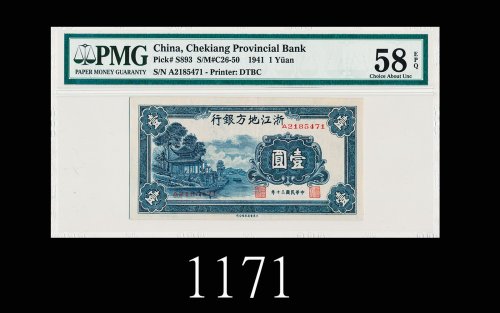 PMG
PAPER MONEY GUARANTY
China, Chekiang Provincial Bank
Pick# S893 S/M#C26-50 1941 1 Yüan
S/N A2185471 - Printer: DTBC
58 EPQ
Choice About Unc
行銀方地江浙
A2185471
圓壹
年十三國民華中
1171